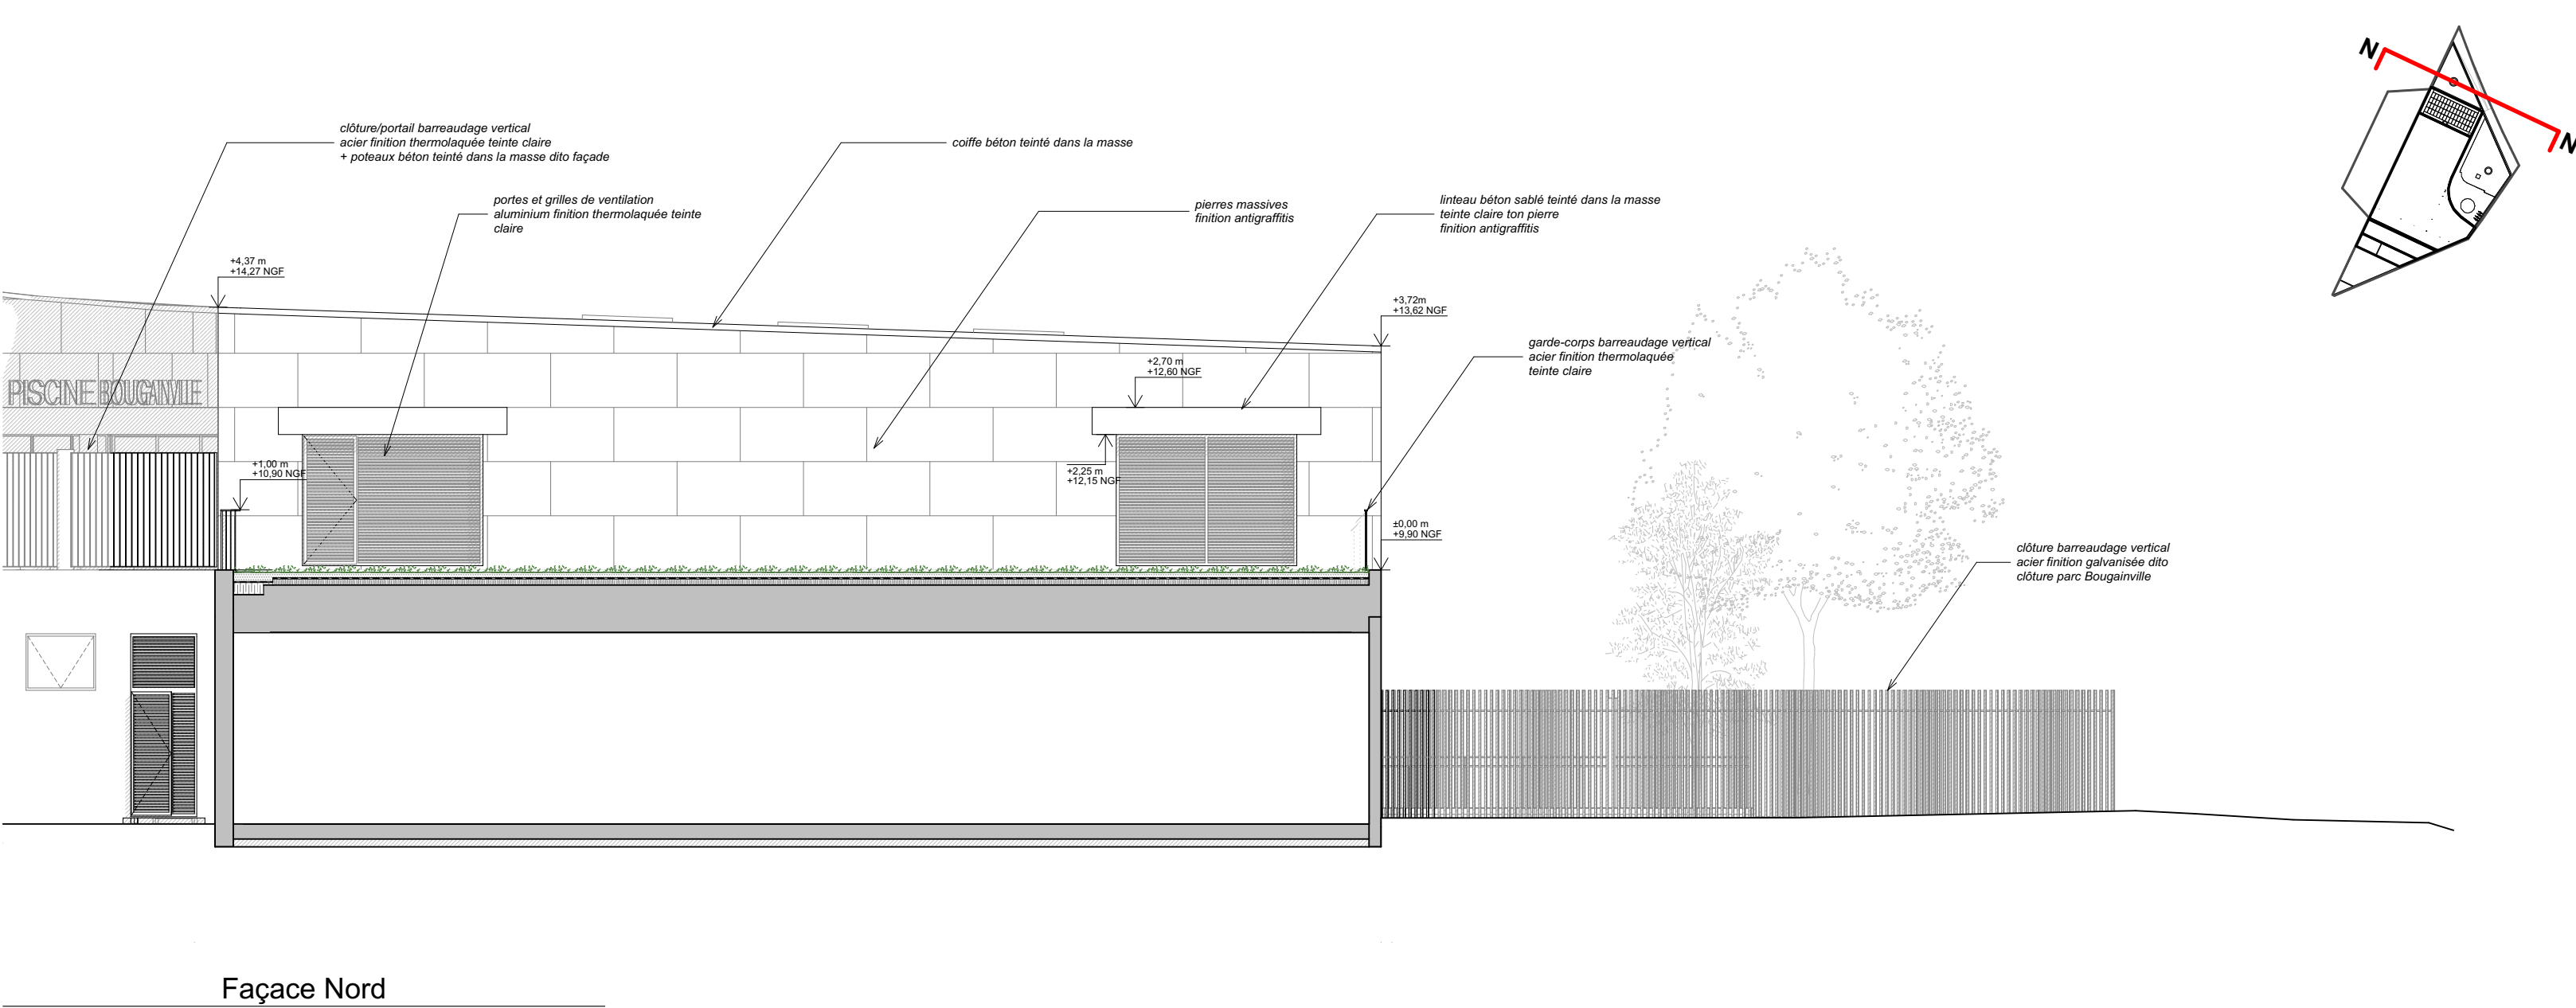 N
N
clôture/portail barreaudage vertical
acier finition thermolaquée teinte claire
+ poteaux béton teinté dans la masse dito façade
coiffe béton teinté dans la masse
portes et grilles de ventilation
aluminium finition thermolaquée teinte
claire
pierres massives
finition antigraffitis
linteau béton sablé teinté dans la masse
teinte claire ton pierre
finition antigraffitis
+4,37 m
+14,27 NGF
+3,72m
+13,62 NGF
garde-corps barreaudage vertical
acier finition thermolaquée
teinte claire
+2,70 m
+12,60 NGF
PISCINE BOUGAINVILLE
+1,00 m
+10,90 NGF
+2,25 m
+12,15 NGF
±0,00 m
+9,90 NGF
clôture barreaudage vertical
acier finition galvanisée dito
clôture parc Bougainville
Façace Nord